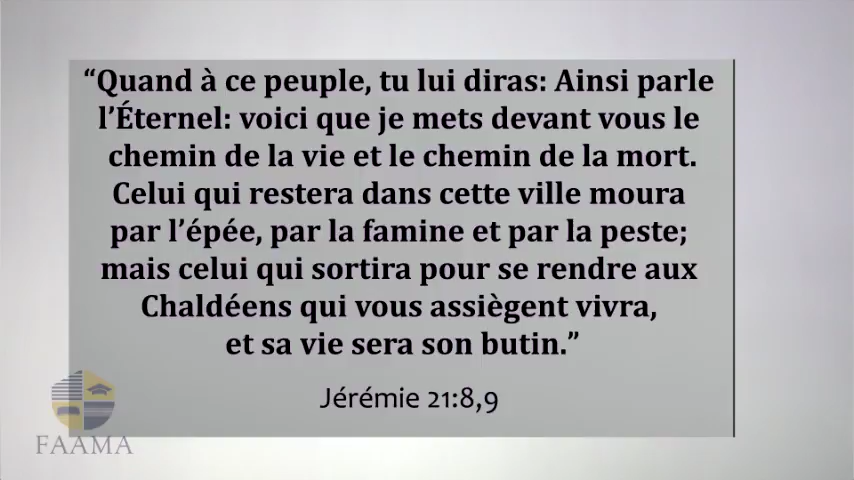 “Quand à ce peuple, tu lui diras: Ainsi parle
l’Éternel: voici que je mets devant vous le
chemin de la vie et le chemin de la mort.
Celui qui restera dans cette ville moura
par l’épée, par la famine et par la peste;
mais celui qui sortira pour se rendre aux
Chaldéens qui vous assiègent vivra,
et sa vie sera son butin.”
Jérémie 21:8,9
FAAMA